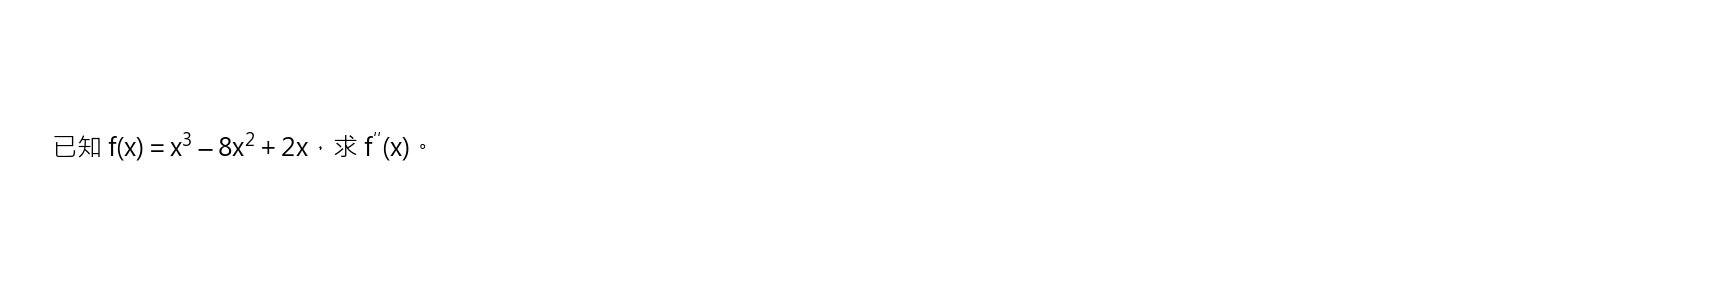 已知 f(x) = x³ – 8x² + 2x，求 f′′(x)。